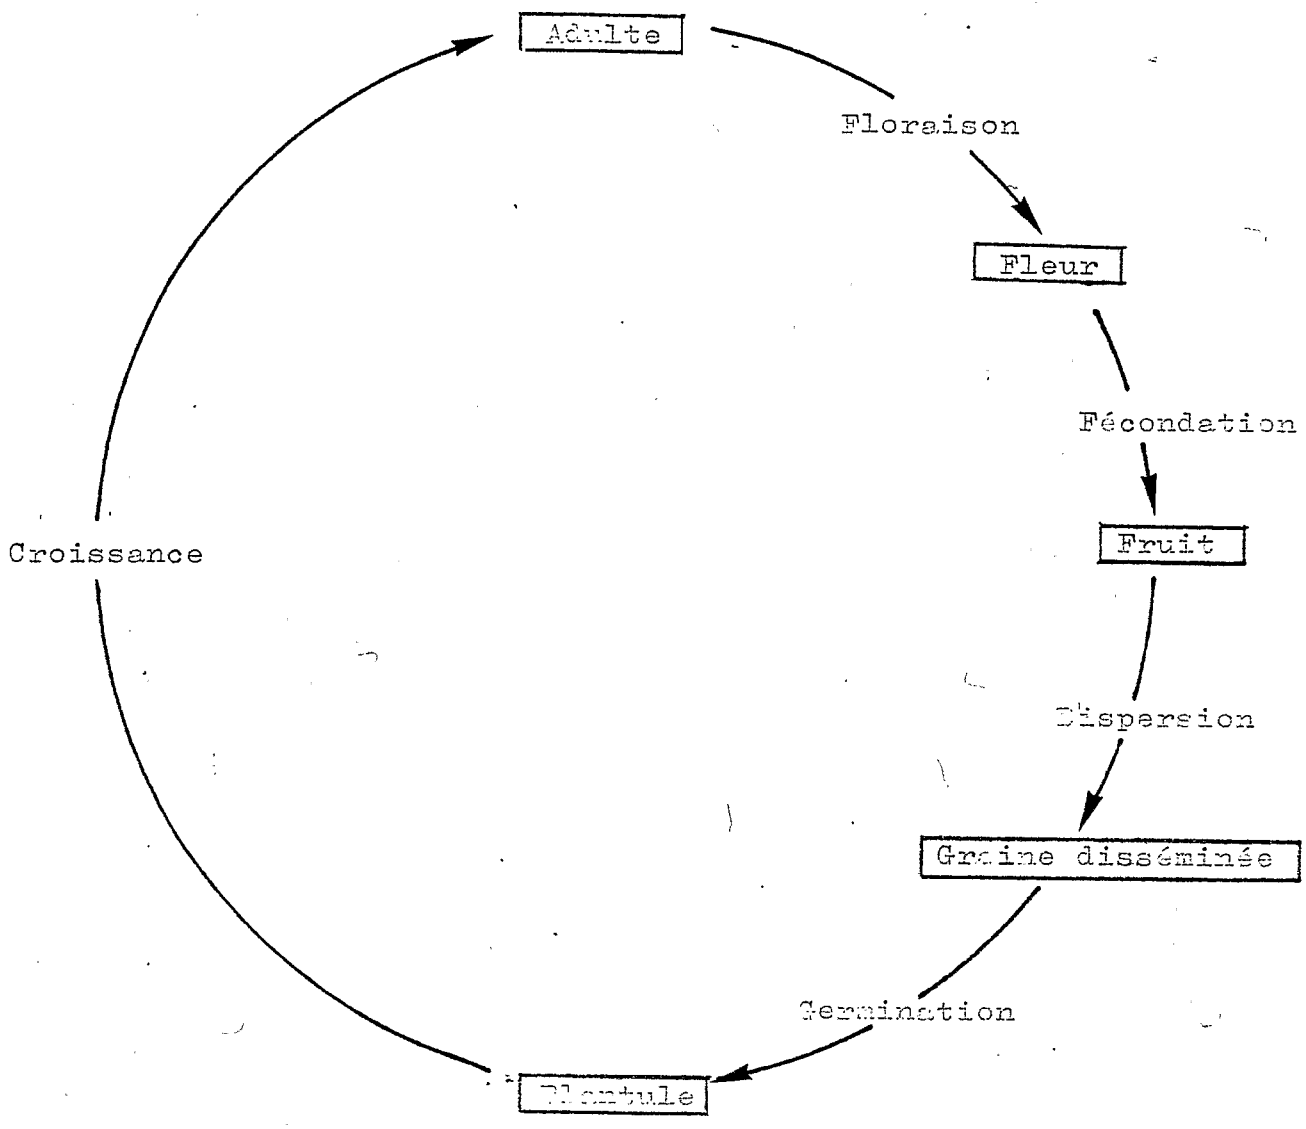 Adulte
Floraison
Fleur
Fécondation
Fruit
Croissance
Dispersion
Graine disséminée
Germination
Plantule